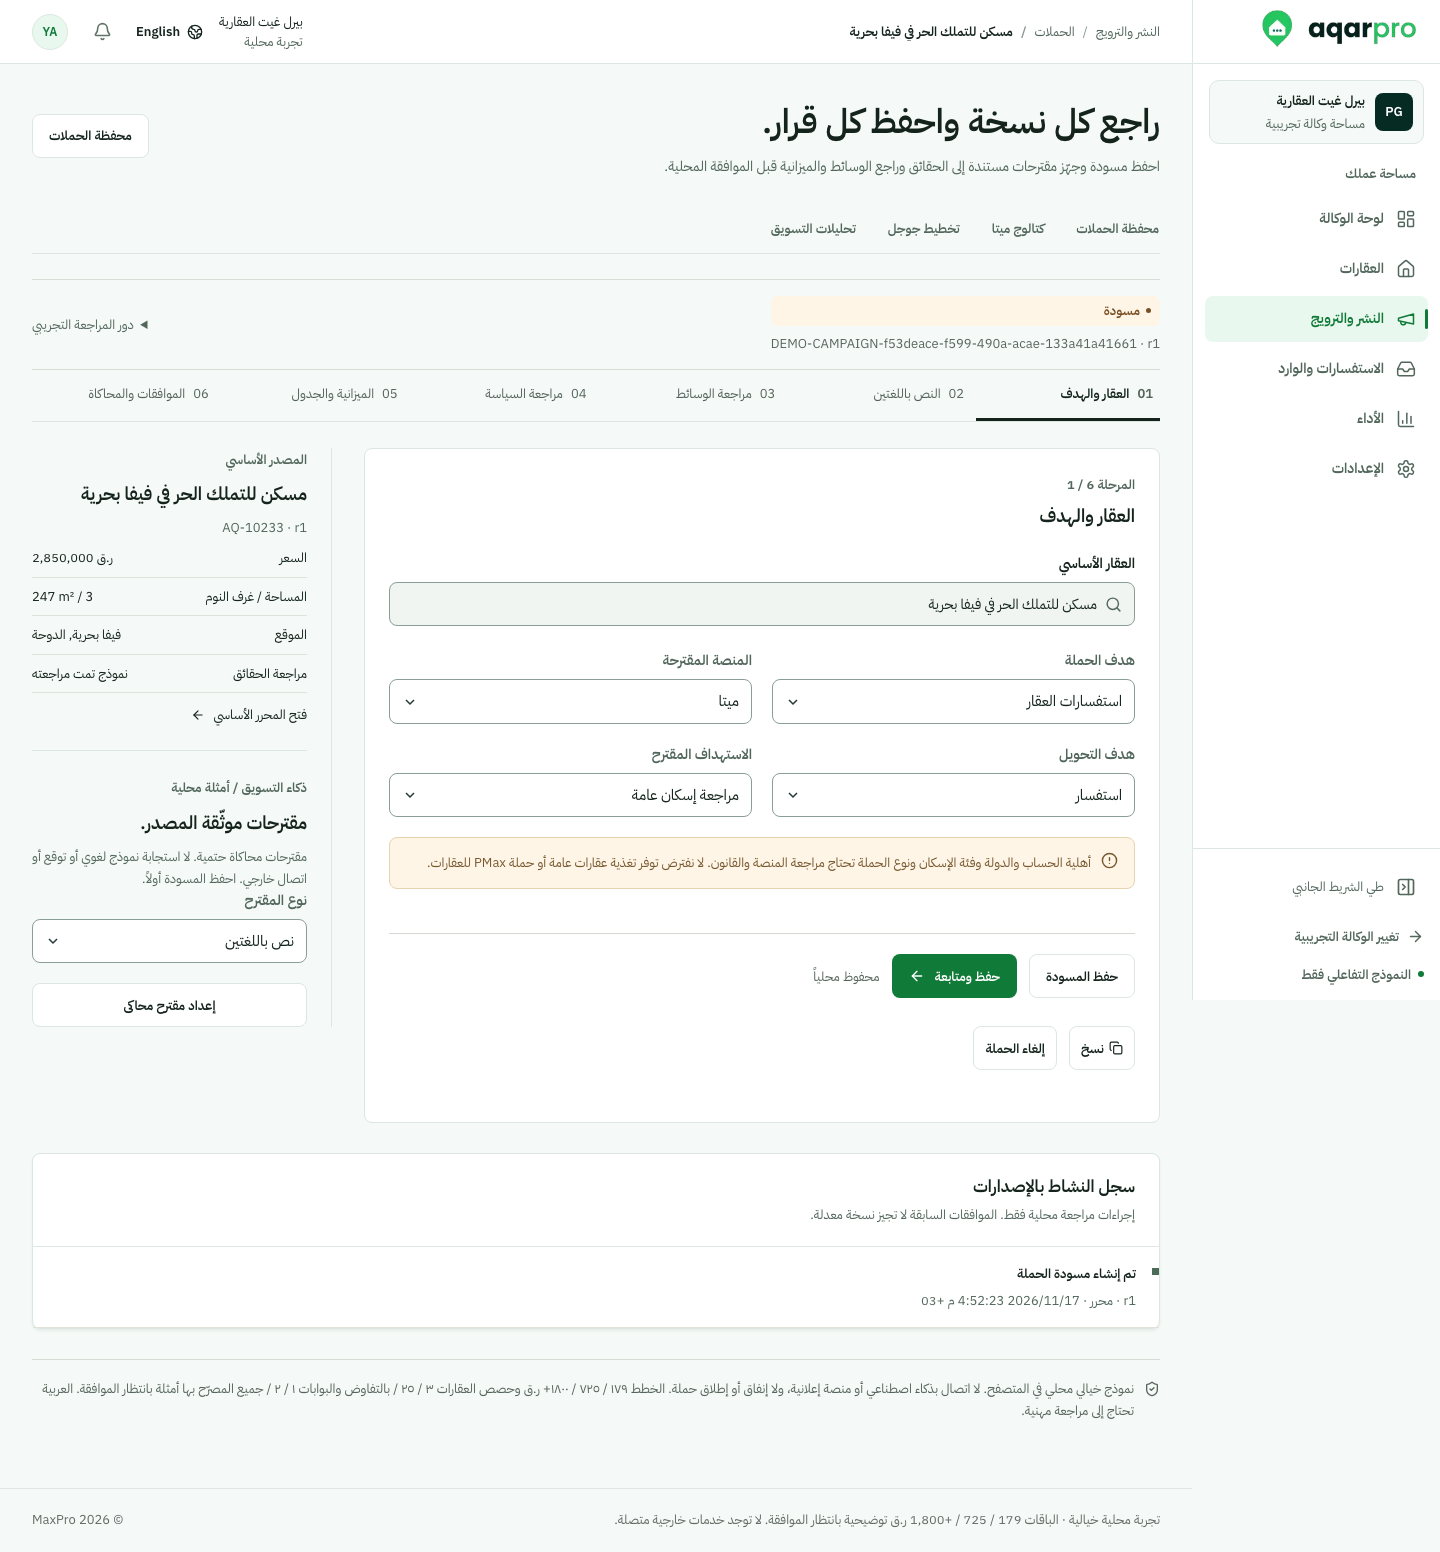 aqarpro
PG
بيرل غيت العقارية
مساحة وكالة تجريبية
مساحة عملك
لوحة الوكالة
العقارات
النشر والترويج
الاستفسارات والوارد
الأداء
الإعدادات
طي الشريط الجانبي
تغيير الوكالة التجريبية
النموذج التفاعلي فقط
النشر والترويج / الحملات / مسكن للتملك الحر في فيفا بحرية
بيرل غيت العقارية
تجربة محلية
English
YA
راجع كل نسخة واحفظ كل قرار.
احفظ مسودة وجهّز مقترحات مستندة إلى الحقائق وراجع الوسائط والميزانية قبل الموافقة المحلية.
محفظة الحملات
محفظة الحملات
كتالوج ميتا
تخطيط جوجل
تحليلات التسويق
مسودة
DEMO-CAMPAIGN-f53deace-f599-490a-acae-133a41a41661 · r1
دور المراجعة التجريبي
01 العقار والهدف
02 النص باللغتين
03 مراجعة الوسائط
04 مراجعة السياسة
05 الميزانية والجدول
06 الموافقات والمحاكاة
المرحلة 6 / 1
العقار والهدف
العقار الأساسي
مسكن للتملك الحر في فيفا بحرية
هدف الحملة
المنصة المقترحة
استفسارات العقار
ميتا
هدف التحويل
الاستهداف المقترح
استفسار
مراجعة إسكان عامة
أهلية الحساب والدولة وفئة الإسكان ونوع الحملة تحتاج مراجعة المنصة والقانون. لا نفترض توفر تغذية عقارات عامة أو حملة PMax للعقارات.
حفظ المسودة
حفظ ومتابعة
محفوظ محلياً
نسخ
إلغاء الحملة
المصدر الأساسي
مسكن للتملك الحر في فيفا بحرية
AQ-10233 · r1
السعر
ر.ق 2,850,000
المساحة / غرف النوم
247 m² / 3
الموقع
فيفا بحرية, الدوحة
مراجعة الحقائق
نموذج تمت مراجعته
فتح المحرر الأساسي
ذكاء التسويق / أمثلة محلية
مقترحات موثّقة المصدر.
مقترحات محاكاة حتمية. لا استجابة نموذج لغوي أو توقع أو
اتصال خارجي. احفظ المسودة أولاً.
نوع المقترح
نص باللغتين
إعداد مقترح محاكى
سجل النشاط بالإصدارات
إجراءات مراجعة محلية فقط. الموافقات السابقة لا تجيز نسخة معدلة.
تم إنشاء مسودة الحملة
r1 · محرر · 2026/11/17 4:52:23 م +03
نموذج خيالي محلي في المتصفح. لا اتصال بذكاء اصطناعي أو منصة إعلانية، ولا إنفاق أو إطلاق حملة. الخطط ١٧٩ / ٧٢٥ / ١٨٠٠+ ر.ق وحصص العقارات ٣ / ٢٥ / بالتفاوض والبوابات ١ / ٢ / جميع المصرّح بها أمثلة بانتظار الموافقة. العربية
تحتاج إلى مراجعة مهنية.
تجربة محلية خيالية · الباقات 179 / 725 / +1,800 ر.ق توضيحية بانتظار الموافقة. لا توجد خدمات خارجية متصلة.
© 2026 MaxPro